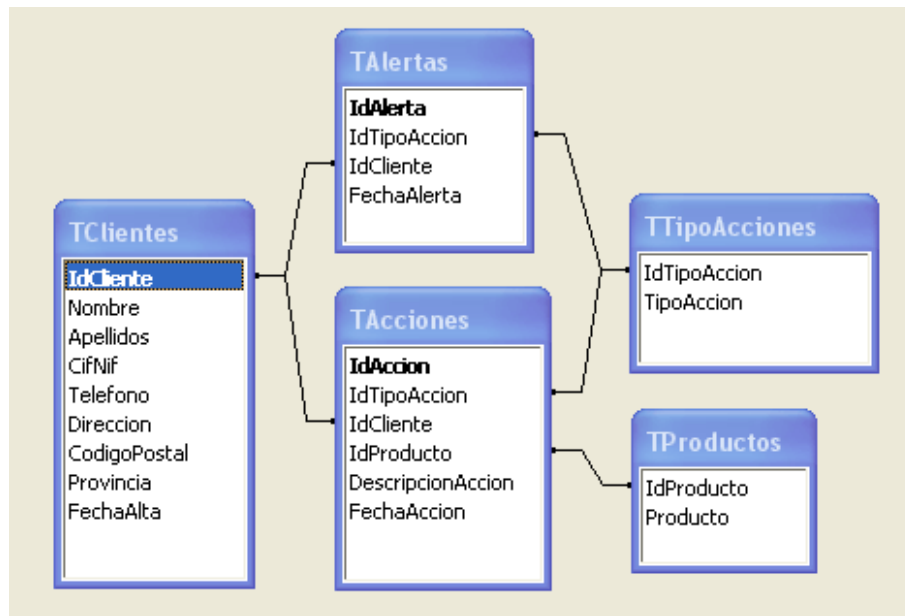 TAlertas
IdAlerta
IdTipoAccion
IdCliente
FechaAlerta
TClientes
IdCliente
Nombre
Apellidos
CifNif
Telefono
Direccion
CodigoPostal
Provincia
FechaAlta
TAcciones
IdAccion
IdTipoAccion
IdCliente
IdProducto
DescripcionAccion
FechaAccion
TTipoAcciones
IdTipoAccion
TipoAccion
TProductos
IdProducto
Producto